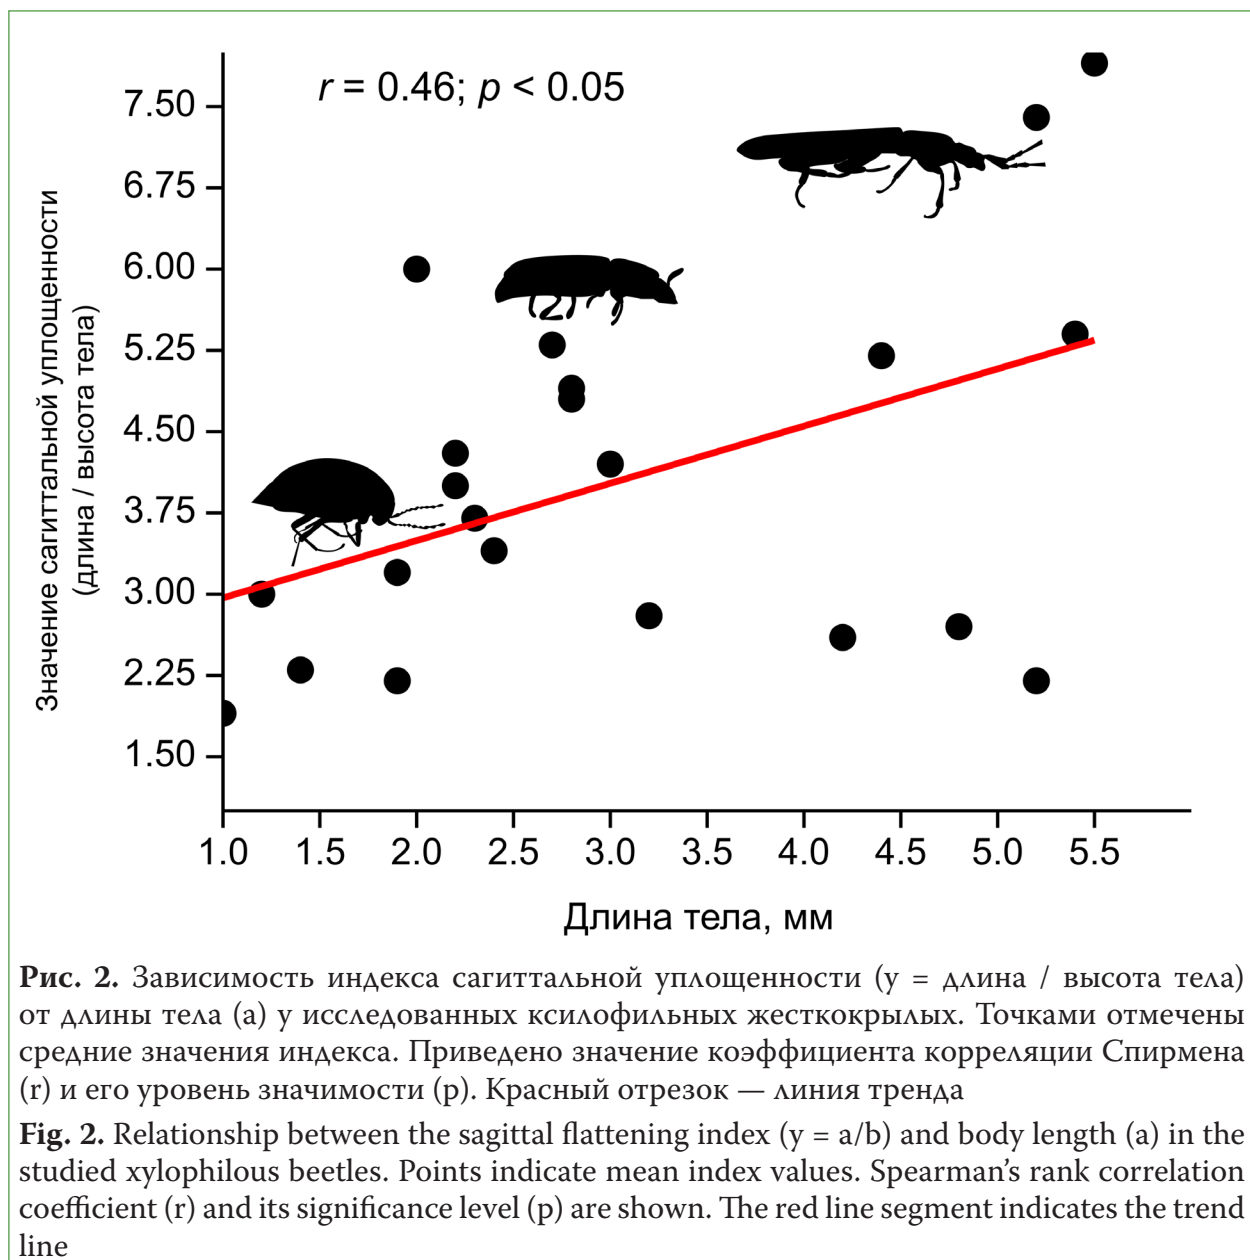 r = 0.46; p < 0.05
7.50
6.75
6.00
5.25
4.50
3.75
3.00
2.25
1.50
Значение сагиттальной уплощенности
(длина / высота тела)
1.0 1.5 2.0 2.5 3.0 3.5 4.0 4.5 5.0 5.5
Длина тела, мм
Рис. 2. Зависимость индекса сагиттальной уплощенности (y = длина / высота тела)
от длины тела (a) у исследованных ксилофильных жесткокрылых. Точками отмечены
средние значения индекса. Приведено значение коэффициента корреляции Спирмена
(r) и его уровень значимости (p). Красный отрезок — линия тренда
Fig. 2. Relationship between the sagittal flattening index (y = a/b) and body length (a) in the
studied xylophilous beetles. Points indicate mean index values. Spearman’s rank correlation
coefficient (r) and its significance level (p) are shown. The red line segment indicates the trend
line